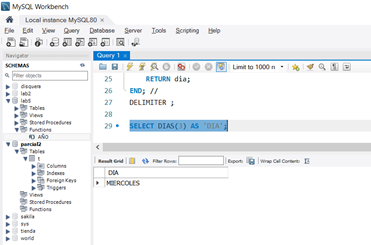 MySQL Workbench
Local instance MySQL80
File Edit View Query Database Server Tools Scripting Help
Navigator
SCHEMAS
Filter objects
disquera
lab2
lab5
Tables
Views
Stored Procedures
Functions
AÑO
parcial2
Tables
t
Columns
Indexes
Foreign Keys
Triggers
Views
Stored Procedures
Functions
sakila
sys
tienda
world
Query 1
Limit to 1000 r
25 RETURN dia;
26 END; //
27 DELIMITER ;
28
29 SELECT DIAS(3) AS 'DIA';
Result Grid Filter Rows: Export: Wrap Cell Content:
DIA
MIERCOLES